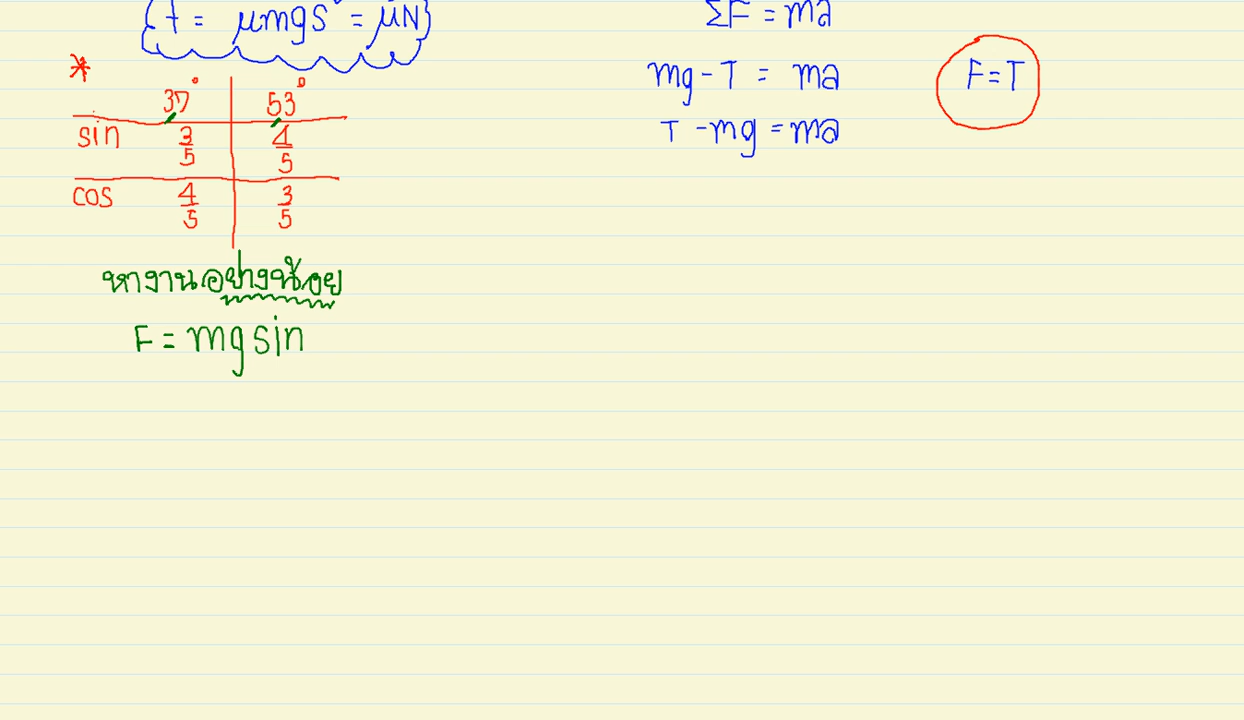 f = μmgs = μN
ΣF = ma
mg - T = ma
F = T
T - mg = ma
*
37° 53°
sin 3/5 4/5
cos 4/5 3/5
หางานอย่างน้อย
F = mg sin